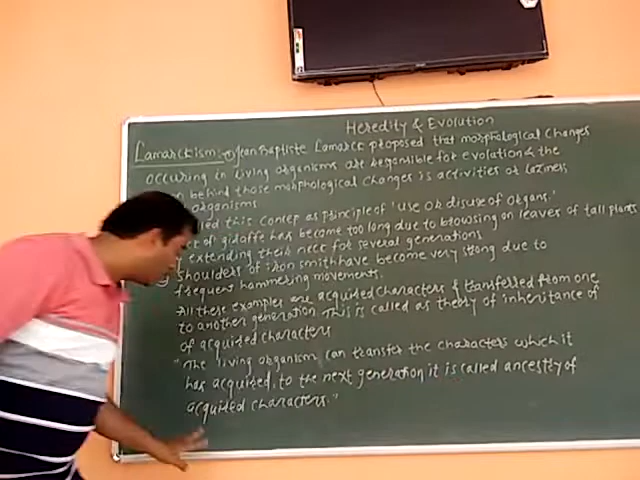 Heredity & Evolution
Lamarckism:- Jean Baptiste Lamarck proposed that morphological changes
occuring in living organisms are responsible for evolution & the
behind those morphological changes is activities or laziness
organisms
this concep as principle of 'use or disuse of organs.'
of giraffe has become too long due to browsing on leaves of tall plants
extending their neck for several generations
shoulders of iron smith have become very strong due to
frequent hammering movements.
All these examples are acquired characters & transferred from one
to another generation This is called as theory of inheritance of
of acquired characters
"The living organism can transfer the characters which it
has acquired, to the next generation it is called ancestry of
acquired characters."